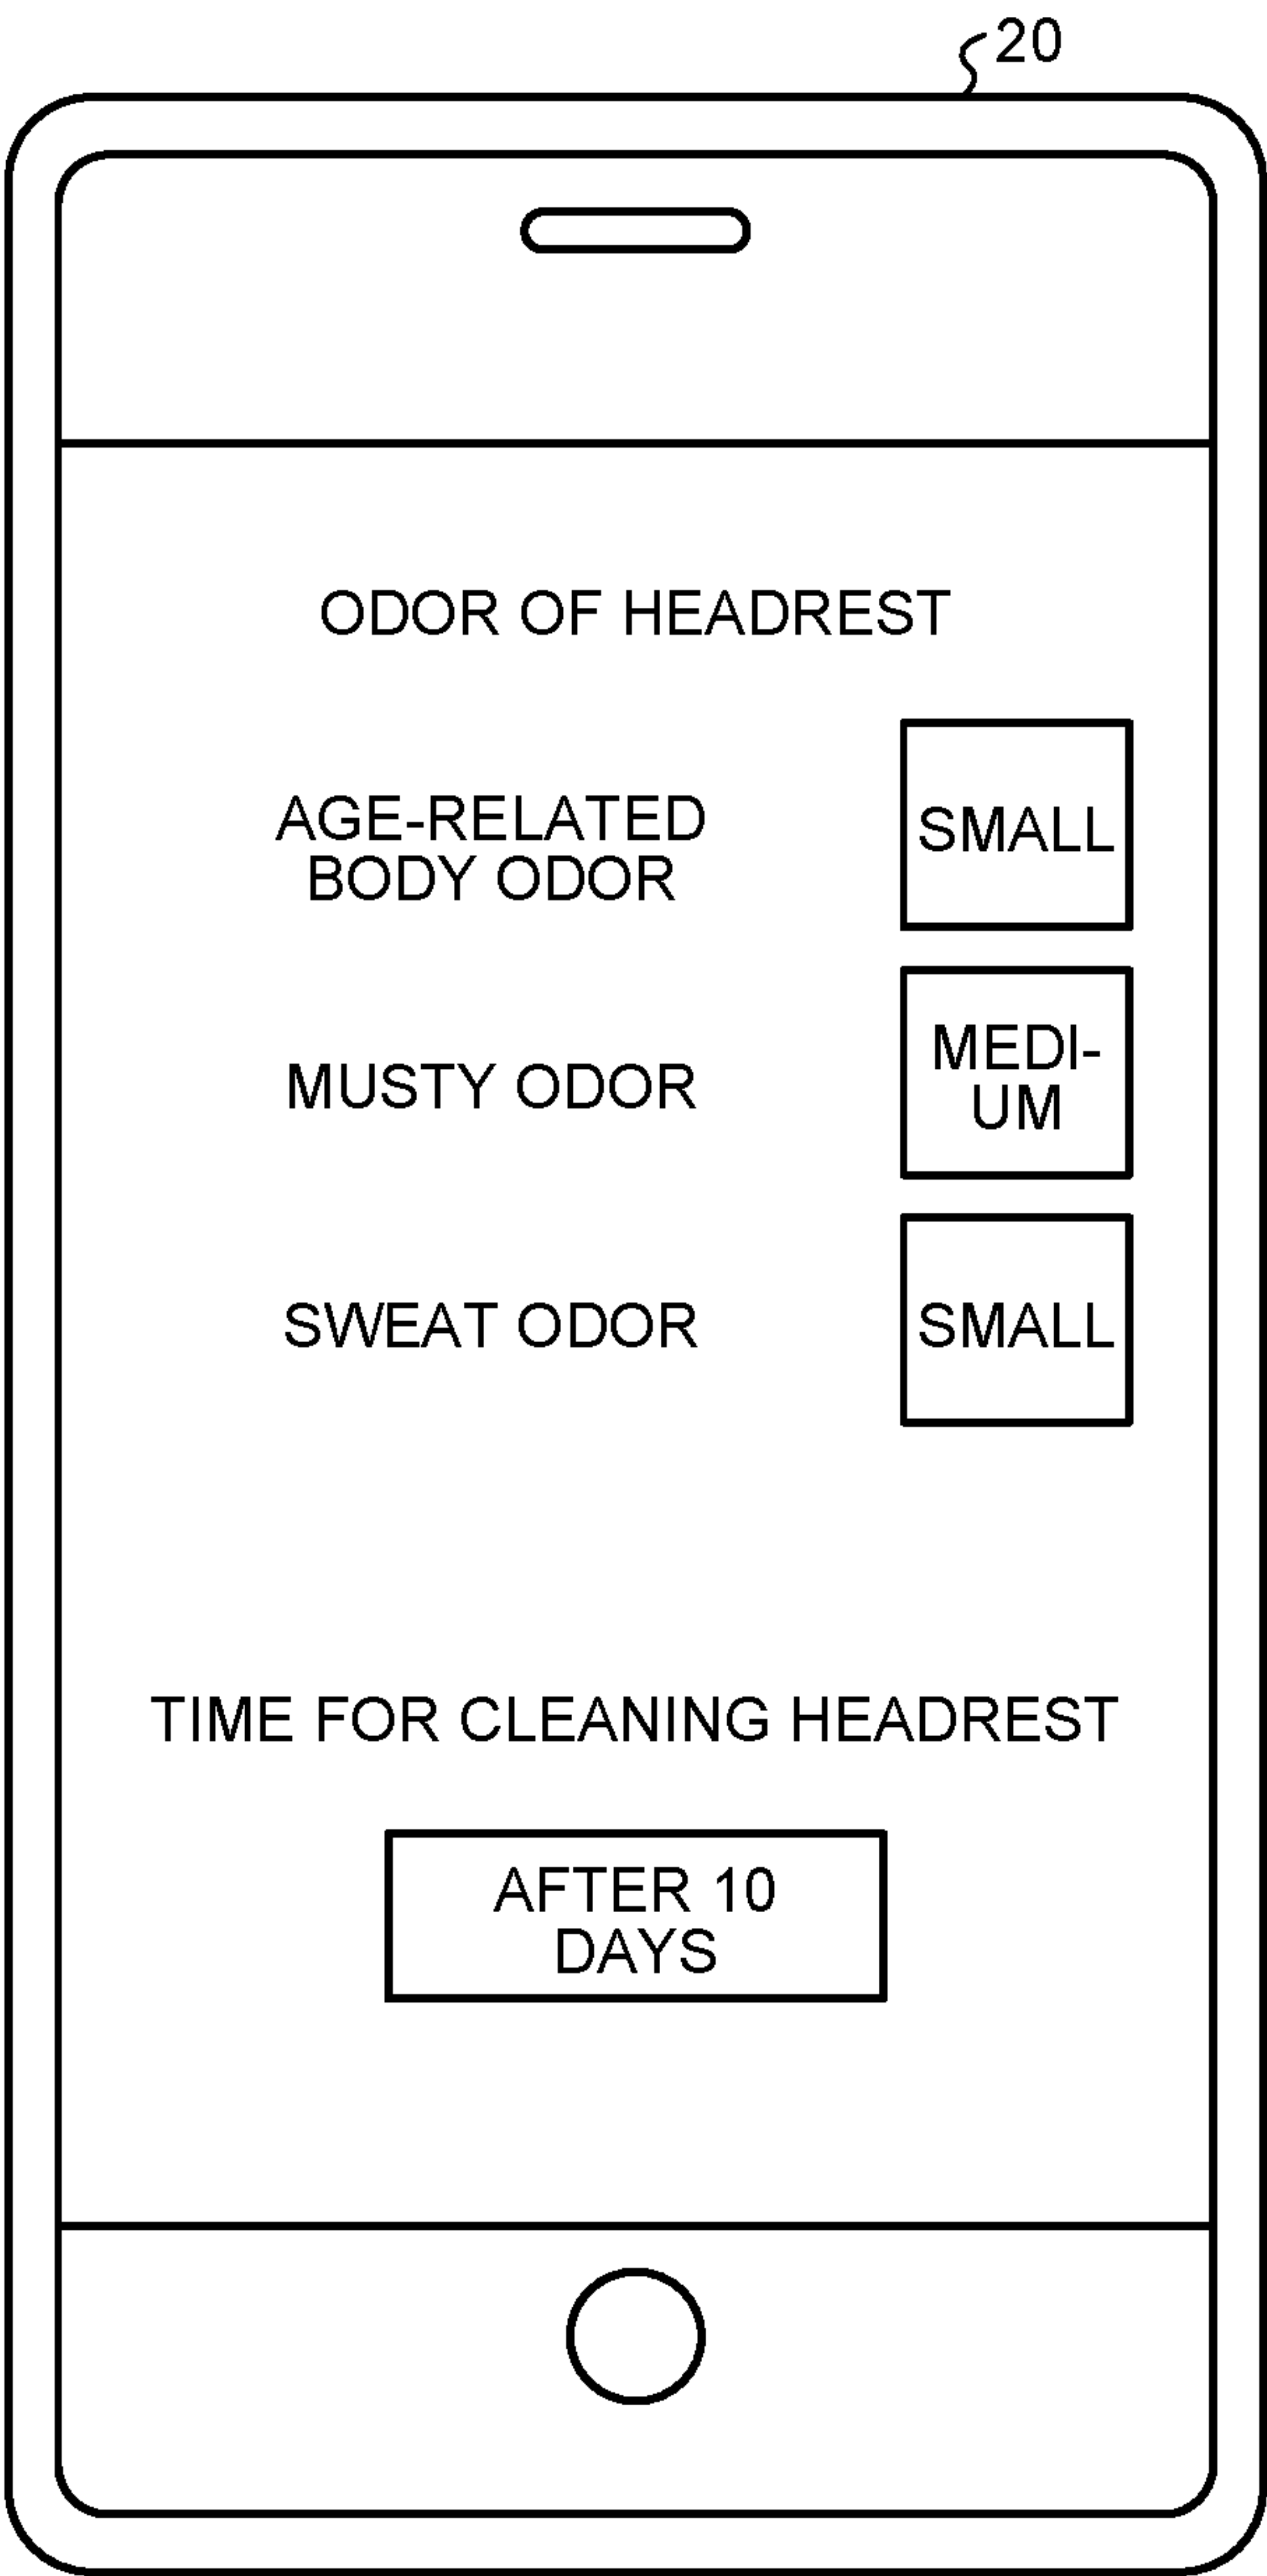 20
ODOR OF HEADREST
AGE-RELATED
BODY ODOR
SMALL
MUSTY ODOR
MEDI-
UM
SWEAT ODOR
SMALL
TIME FOR CLEANING HEADREST
AFTER 10
DAYS